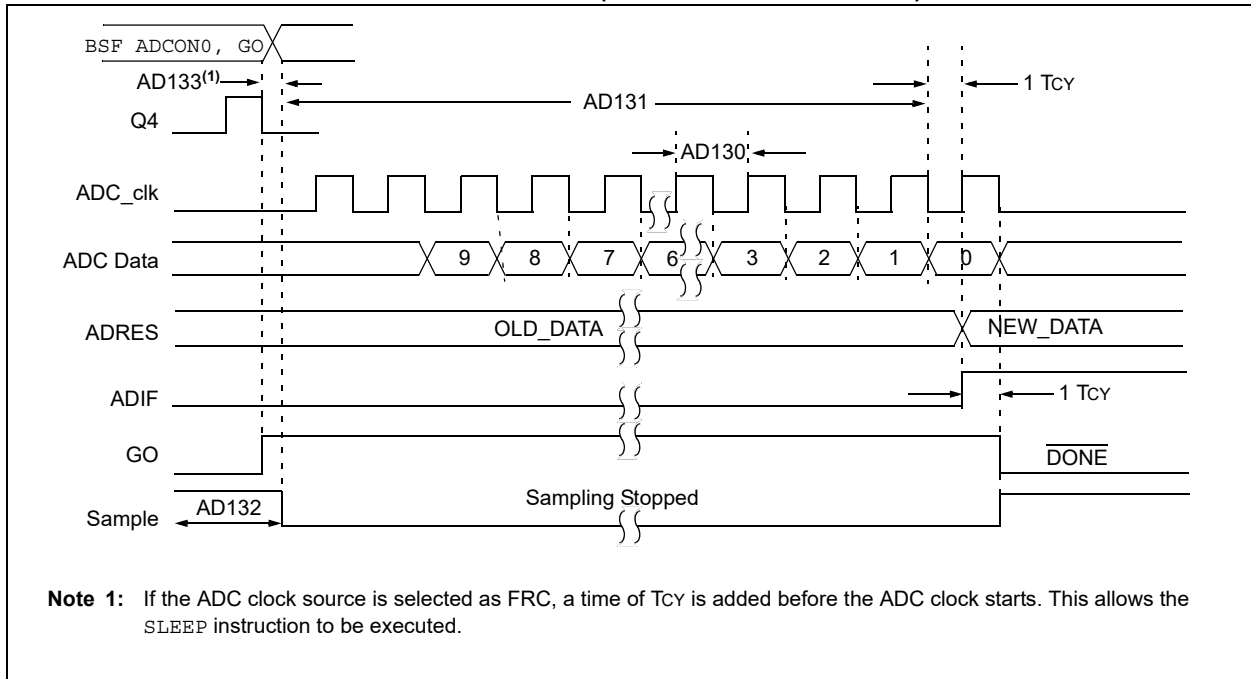 BSF ADCON0, GO
AD133(1)
1 TCY
AD131
Q4
AD130
ADC_clk
ADC Data
9 8 7 6 3 2 1 0
ADRES
OLD_DATA
NEW_DATA
ADIF
1 TCY
GO
DONE
Sampling Stopped
AD132
Sample
Note 1: If the ADC clock source is selected as FRC, a time of TCY is added before the ADC clock starts. This allows the
SLEEP instruction to be executed.